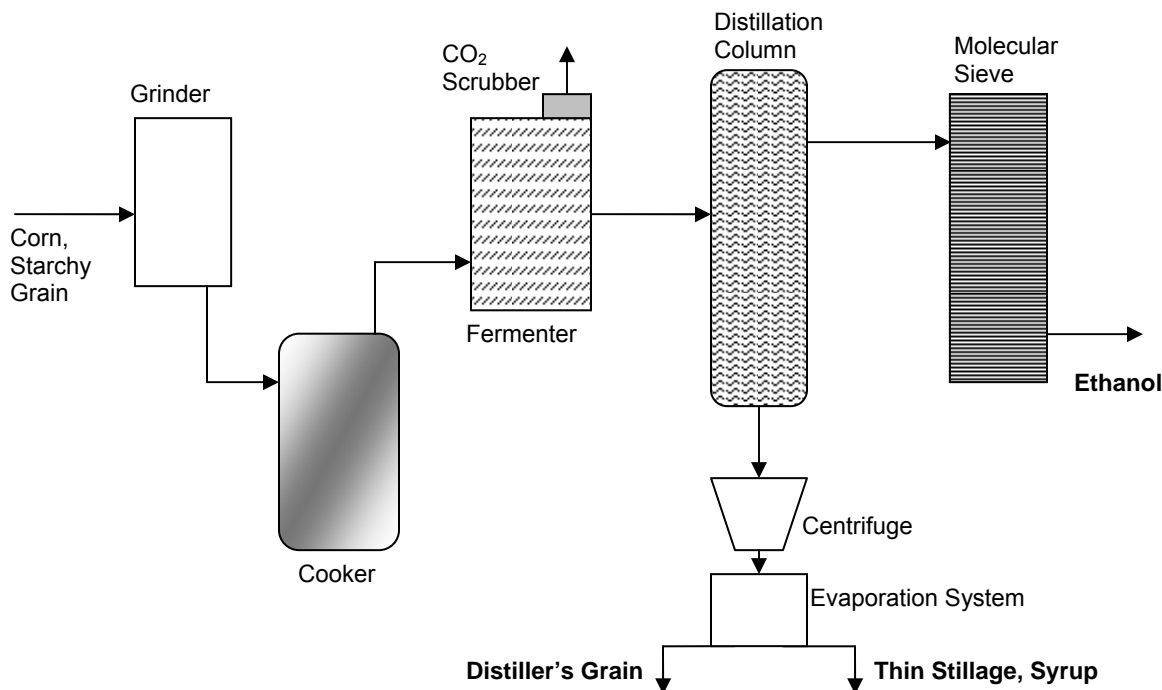 Distillation
Column
Molecular
Sieve
CO₂
Scrubber
Grinder
Corn,
Starchy
Grain
Fermenter
Ethanol
Cooker
Centrifuge
Evaporation System
Distiller’s Grain
Thin Stillage, Syrup